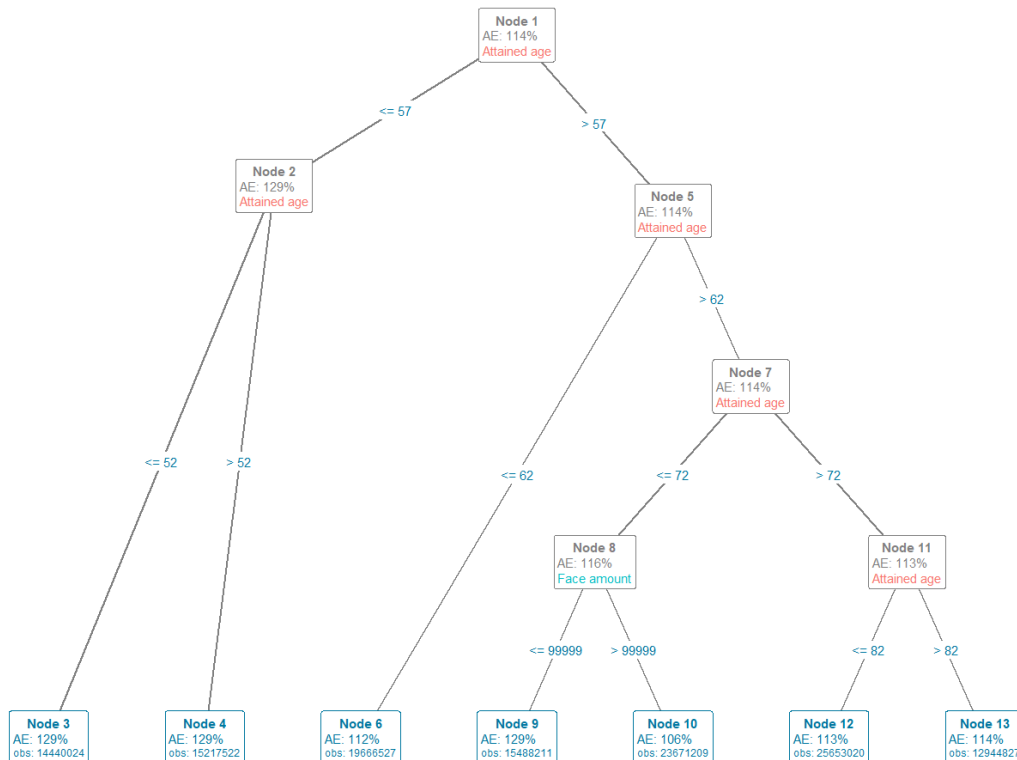 Node 1
AE: 114%
Attained age
<= 57
> 57
Node 2
AE: 129%
Attained age
Node 5
AE: 114%
Attained age
> 62
Node 7
AE: 114%
Attained age
<= 52
> 52
<= 62
<= 72
> 72
Node 8
AE: 116%
Face amount
Node 11
AE: 113%
Attained age
<= 99999
> 99999
<= 82
> 82
Node 3
AE: 129%
obs: 14440024
Node 4
AE: 129%
obs: 15217522
Node 6
AE: 112%
obs: 19666527
Node 9
AE: 129%
obs: 15488211
Node 10
AE: 106%
obs: 23671209
Node 12
AE: 113%
obs: 25653020
Node 13
AE: 114%
obs: 12944827